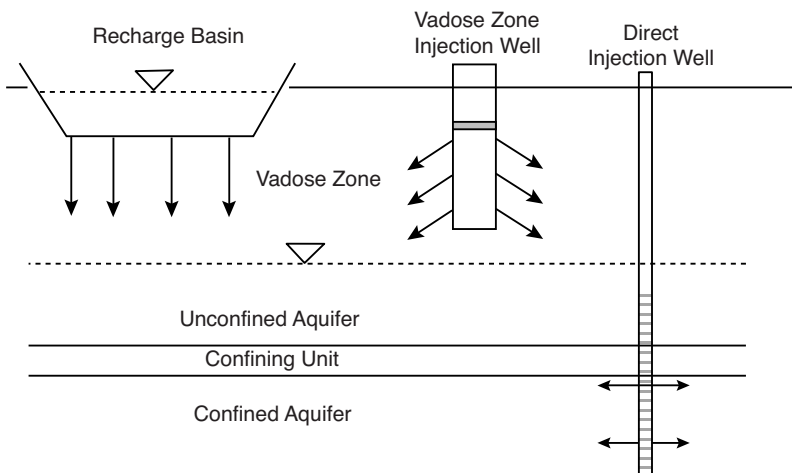 Recharge Basin
Vadose Zone
Injection Well
Direct
Injection Well
Vadose Zone
Unconfined Aquifer
Confining Unit
Confined Aquifer